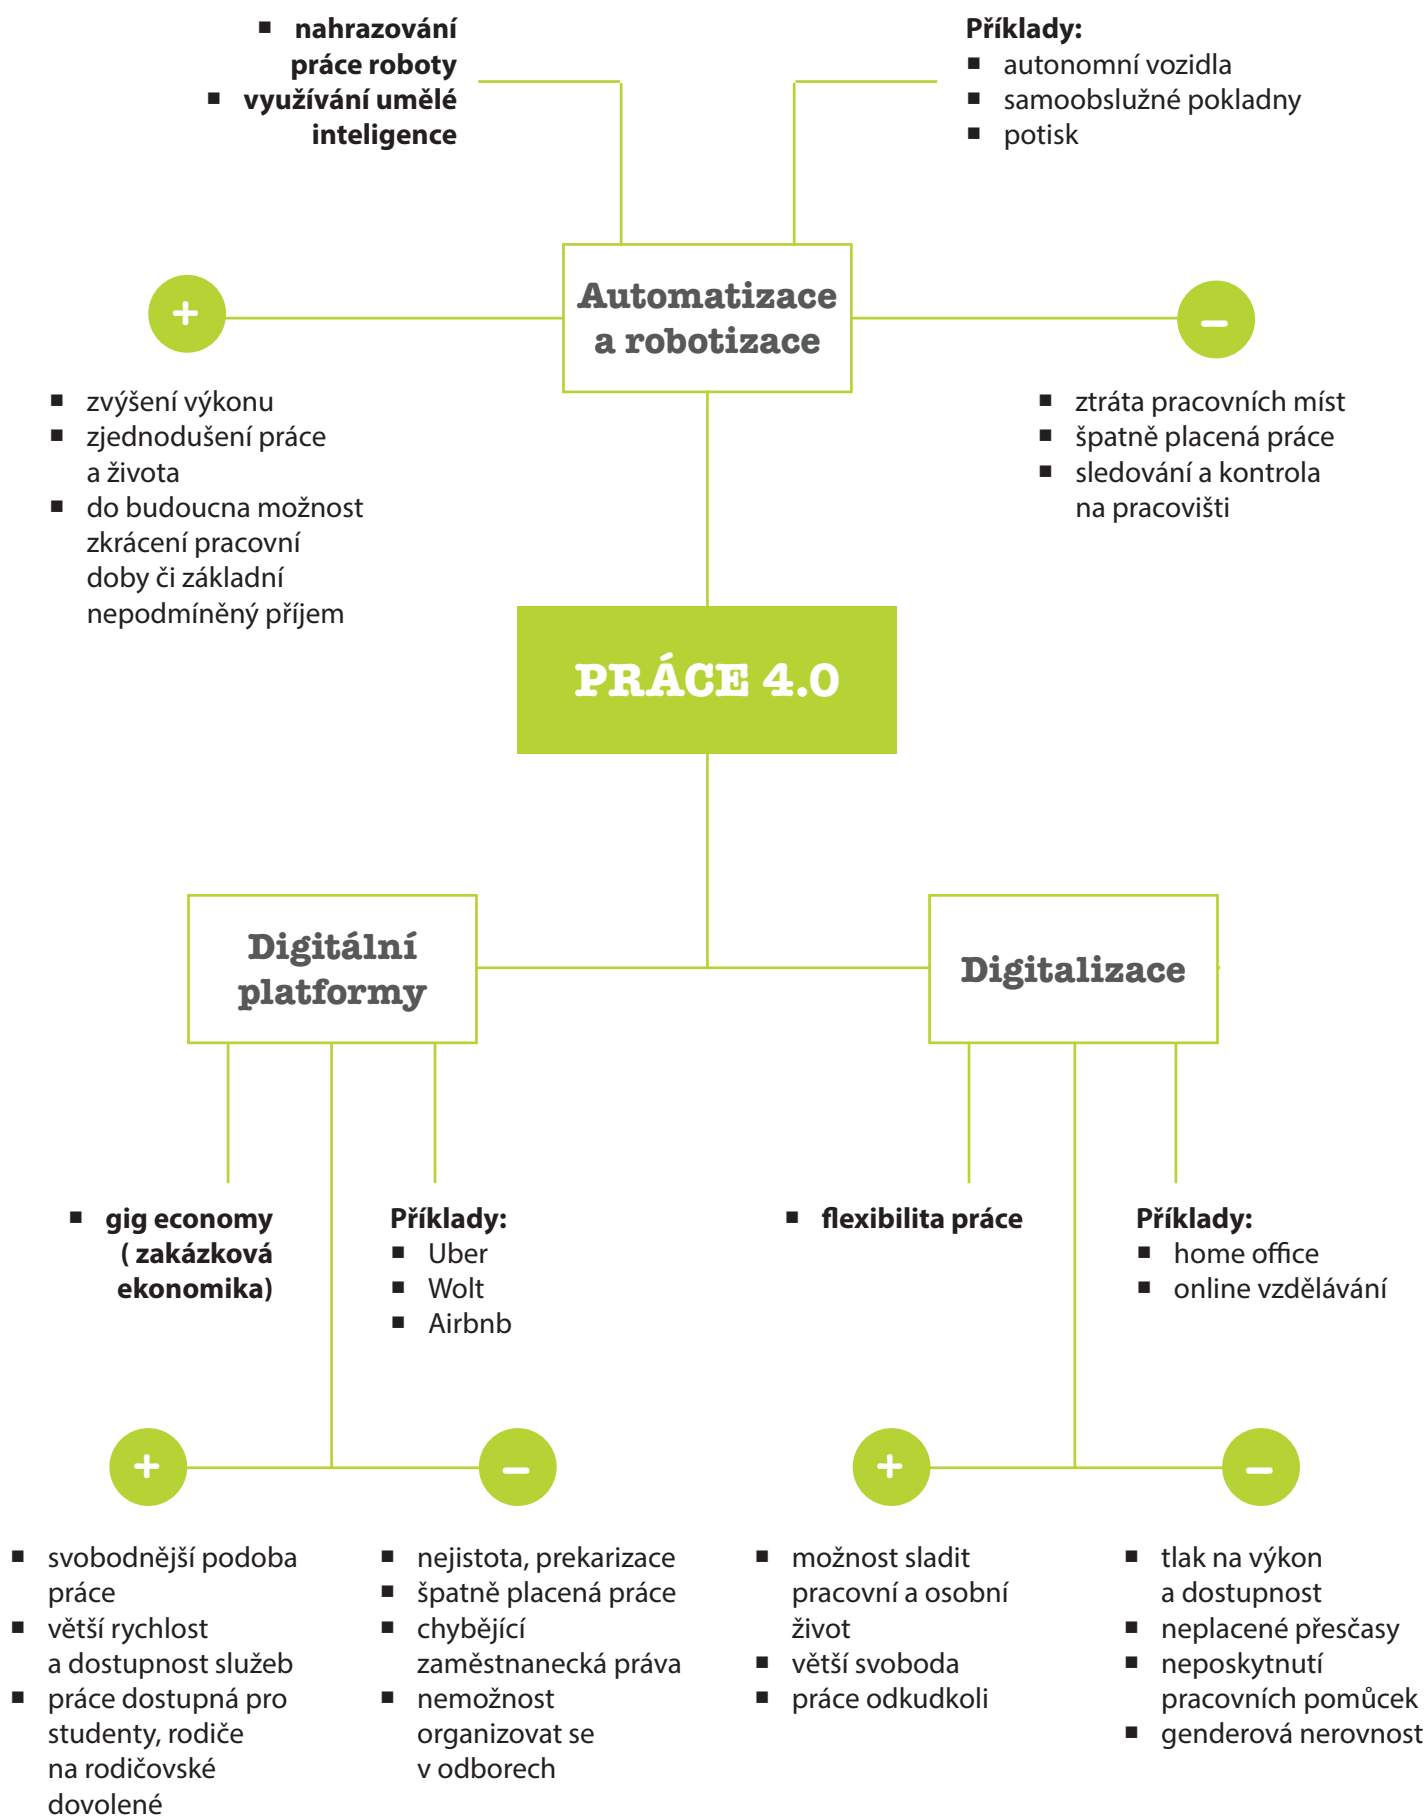 ▪ nahrazování
práce roboty
▪ využívání umělé
inteligence
Příklady:
▪ autonomní vozidla
▪ samoobslužné pokladny
▪ potisk
Automatizace
a robotizace
+
▪ zvýšení výkonu
▪ zjednodušení práce
a života
▪ do budoucna možnost
zkrácení pracovní
doby či základní
nepodmíněný příjem
–
▪ ztráta pracovních míst
▪ špatně placená práce
▪ sledování a kontrola
na pracovišti
PRÁCE 4.0
Digitální
platformy
▪ gig economy
( zakázková
ekonomika)
Příklady:
▪ Uber
▪ Wolt
▪ Airbnb
+
▪ svobodnější podoba
práce
▪ větší rychlost
a dostupnost služeb
▪ práce dostupná pro
studenty, rodiče
na rodičovské
dovolené
–
▪ nejistota, prekarizace
▪ špatně placená práce
▪ chybějící
zaměstnanecká práva
▪ nemožnost
organizovat se
v odborech
Digitalizace
▪ flexibilita práce
Příklady:
▪ home office
▪ online vzdělávání
+
▪ možnost sladit
pracovní a osobní
život
▪ větší svoboda
▪ práce odkudkoli
–
▪ tlak na výkon
a dostupnost
▪ neplacené přesčasy
▪ neposkytnutí
pracovních pomůcek
▪ genderová nerovnost